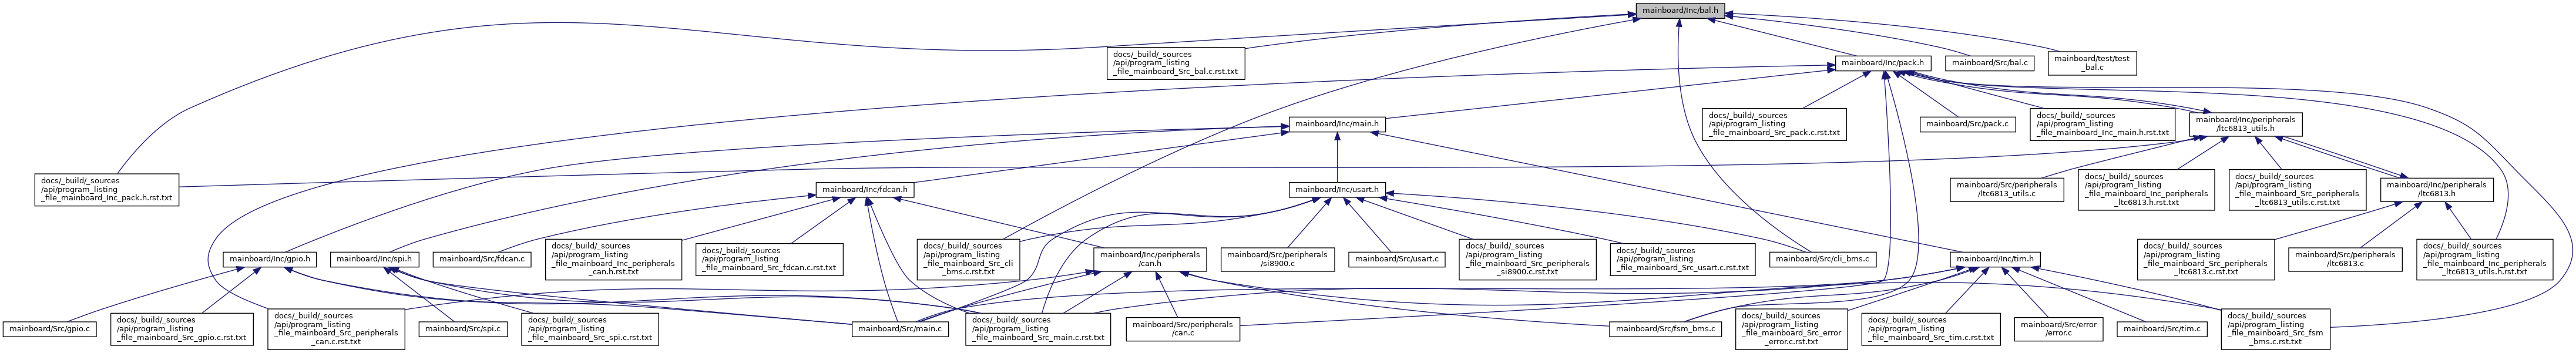 mainboard/Inc/bal.h
docs/_build/_sources
/api/program_listing
_file_mainboard_Src_bal.c.rst.txt
mainboard/Inc/pack.h
mainboard/Src/bal.c
mainboard/test/test
_bal.c
docs/_build/_sources
/api/program_listing
_file_mainboard_Src_pack.c.rst.txt
mainboard/Src/pack.c
docs/_build/_sources
/api/program_listing
_file_mainboard_Inc_main.h.rst.txt
mainboard/Inc/peripherals
/ltc6813_utils.h
mainboard/Inc/main.h
docs/_build/_sources
/api/program_listing
_file_mainboard_Inc_pack.h.rst.txt
mainboard/Inc/fdcan.h
mainboard/Inc/usart.h
mainboard/Src/peripherals
/ltc6813_utils.c
docs/_build/_sources
/api/program_listing
_file_mainboard_Inc_peripherals
_ltc6813.h.rst.txt
docs/_build/_sources
/api/program_listing
_file_mainboard_Src_peripherals
_ltc6813_utils.c.rst.txt
mainboard/Inc/peripherals
/ltc6813.h
mainboard/Inc/gpio.h
mainboard/Inc/spi.h
mainboard/Src/fdcan.c
docs/_build/_sources
/api/program_listing
_file_mainboard_Inc_peripherals
_can.h.rst.txt
docs/_build/_sources
/api/program_listing
_file_mainboard_Src_fdcan.c.rst.txt
docs/_build/_sources
/api/program_listing
_file_mainboard_Src_cli
_bms.c.rst.txt
mainboard/Inc/peripherals
/can.h
mainboard/Src/peripherals
/si8900.c
mainboard/Src/usart.c
docs/_build/_sources
/api/program_listing
_file_mainboard_Src_peripherals
_si8900.c.rst.txt
docs/_build/_sources
/api/program_listing
_file_mainboard_Src_usart.c.rst.txt
mainboard/Src/cli_bms.c
mainboard/Inc/tim.h
docs/_build/_sources
/api/program_listing
_file_mainboard_Src_peripherals
_ltc6813.c.rst.txt
mainboard/Src/peripherals
/ltc6813.c
docs/_build/_sources
/api/program_listing
_file_mainboard_Inc_peripherals
_ltc6813_utils.h.rst.txt
mainboard/Src/gpio.c
docs/_build/_sources
/api/program_listing
_file_mainboard_Src_gpio.c.rst.txt
docs/_build/_sources
/api/program_listing
_file_mainboard_Src_peripherals
_can.c.rst.txt
mainboard/Src/spi.c
docs/_build/_sources
/api/program_listing
_file_mainboard_Src_spi.c.rst.txt
mainboard/Src/main.c
docs/_build/_sources
/api/program_listing
_file_mainboard_Src_main.c.rst.txt
mainboard/Src/peripherals
/can.c
mainboard/Src/fsm_bms.c
docs/_build/_sources
/api/program_listing
_file_mainboard_Src_error
_error.c.rst.txt
docs/_build/_sources
/api/program_listing
_file_mainboard_Src_tim.c.rst.txt
mainboard/Src/error
/error.c
mainboard/Src/tim.c
docs/_build/_sources
/api/program_listing
_file_mainboard_Src_fsm
_bms.c.rst.txt